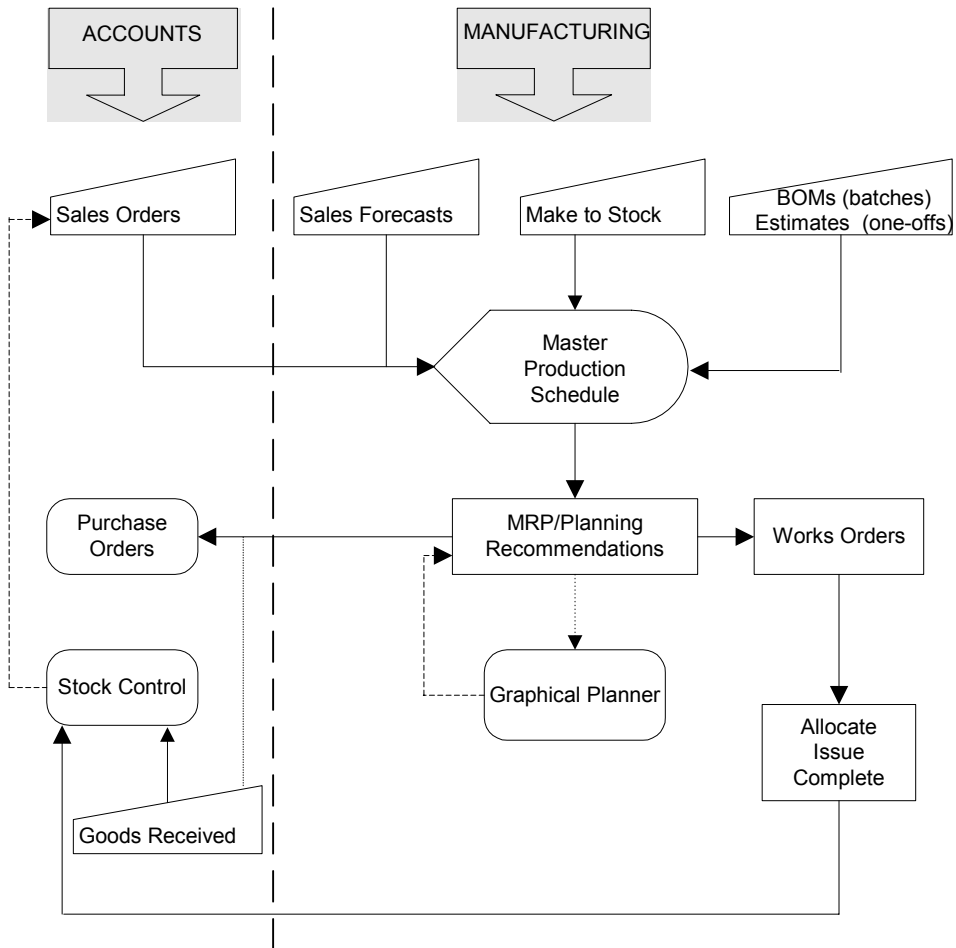 ACCOUNTS
MANUFACTURING
Sales Orders
Sales Forecasts
Make to Stock
BOMs (batches)
Estimates (one-offs)
Master
Production
Schedule
Purchase
Orders
MRP/Planning
Recommendations
Works Orders
Stock Control
Graphical Planner
Allocate
Issue
Complete
Goods Received